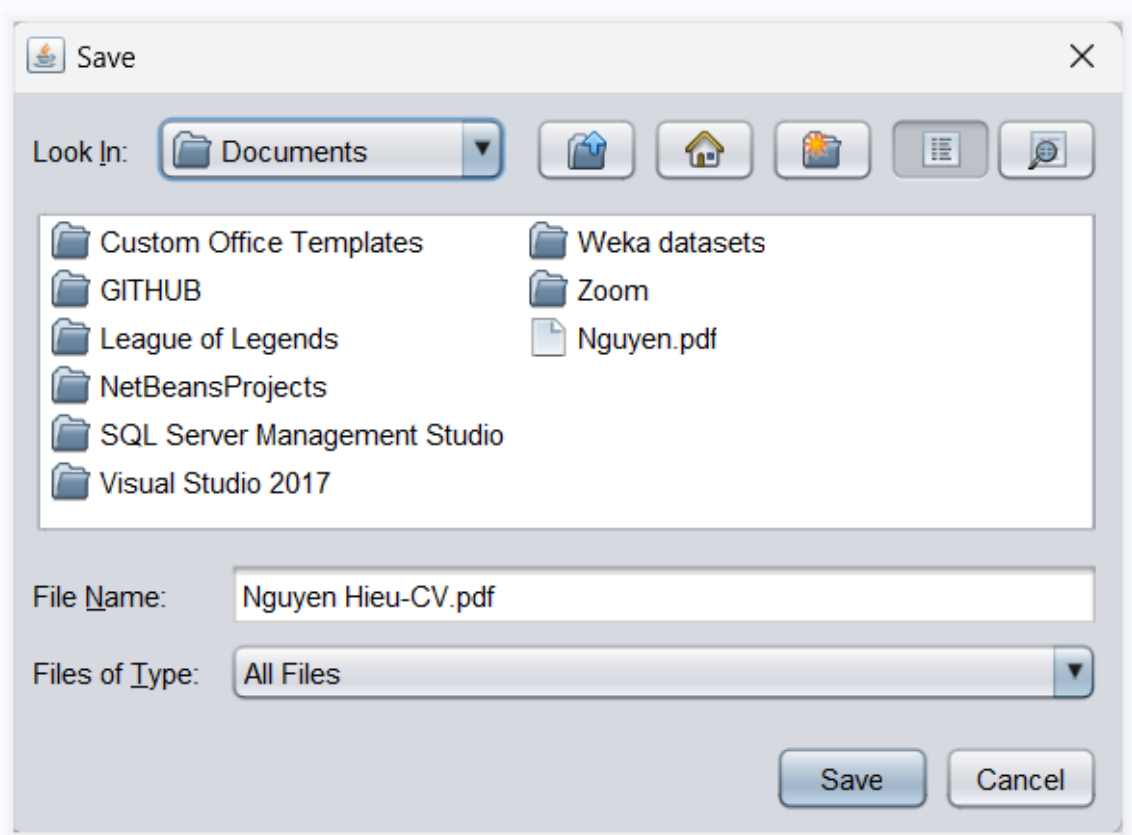 Save
Look In: Documents
Custom Office Templates
GITHUB
League of Legends
NetBeansProjects
SQL Server Management Studio
Visual Studio 2017
Weka datasets
Zoom
Nguyen.pdf
File Name: Nguyen Hieu-CV.pdf
Files of Type: All Files
Save Cancel